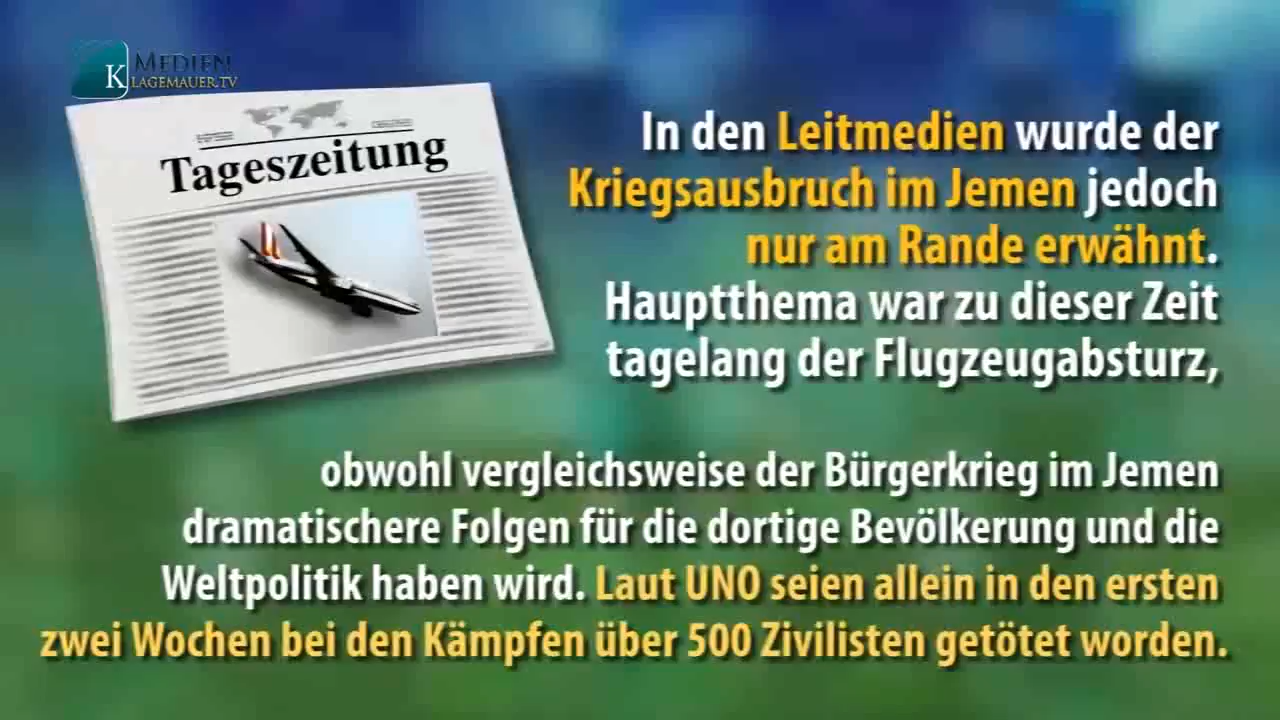 MEDIEN
KLAGEMAUER.TV
Tageszeitung
In den Leitmedien wurde der
Kriegsausbruch im Jemen jedoch
nur am Rande erwähnt.
Hauptthema war zu dieser Zeit
tagelang der Flugzeugabsturz,
obwohl vergleichsweise der Bürgerkrieg im Jemen
dramatischere Folgen für die dortige Bevölkerung und die
Weltpolitik haben wird. Laut UNO seien allein in den ersten
zwei Wochen bei den Kämpfen über 500 Zivilisten getötet worden.